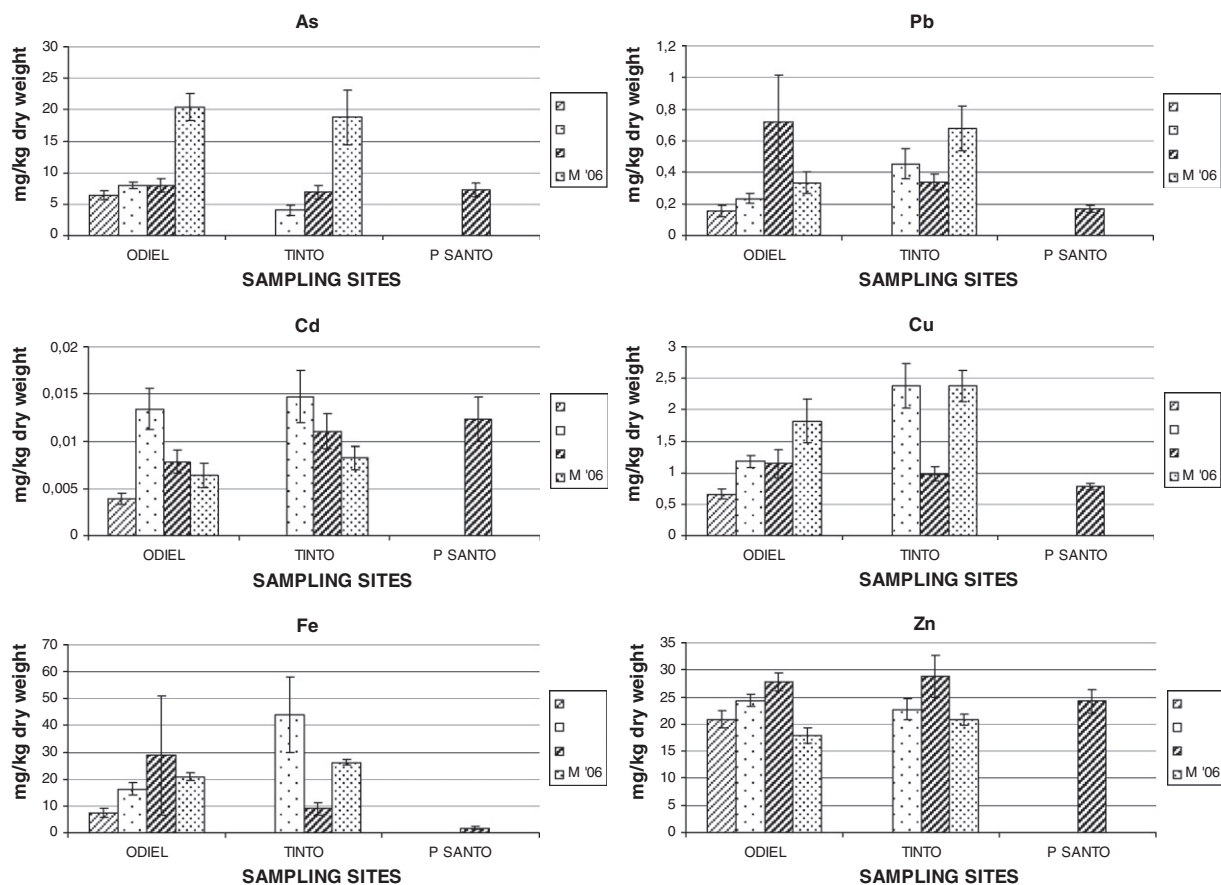 As
mg/kg dry weight
30
25
20
15
10
5
0
ODIEL
TINTO
P SANTO
SAMPLING SITES
M '06
Pb
mg/kg dry weight
1,2
1
0,8
0,6
0,4
0,2
0
ODIEL
TINTO
P SANTO
SAMPLING SITES
M '06
Cd
mg/kg dry weight
0,02
0,015
0,01
0,005
0
ODIEL
TINTO
P SANTO
SAMPLING SITES
Cu
mg/kg dry weight
3
2,5
2
1,5
1
0,5
0
ODIEL
TINTO
P SANTO
SAMPLING SITES
M '06
Fe
mg/kg dry weight
70
60
50
40
30
20
10
0
ODIEL
TINTO
P SANTO
SAMPLING SITES
M '06
Zn
mg/kg dry weight
35
30
25
20
15
10
5
0
ODIEL
TINTO
P SANTO
SAMPLING SITES
M '06